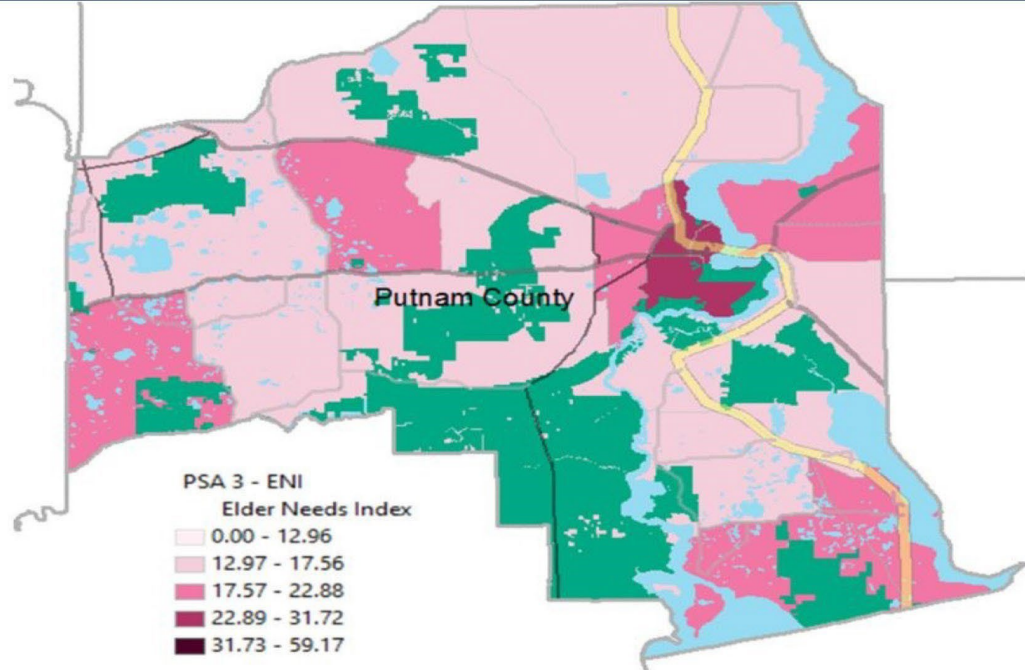 Putnam County
PSA 3 - ENI
Elder Needs Index
0.00 - 12.96
12.97 - 17.56
17.57 - 22.88
22.89 - 31.72
31.73 - 59.17